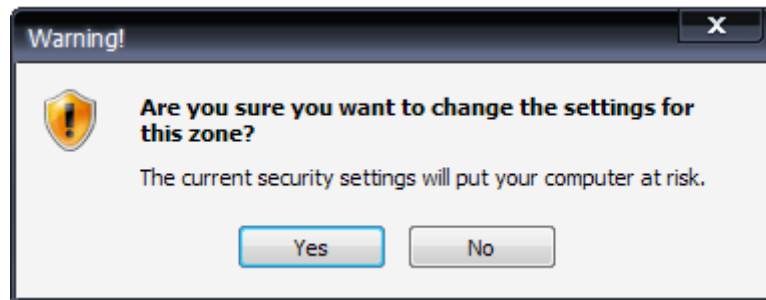 Warning!
X
Are you sure you want to change the settings for
this zone?
The current security settings will put your computer at risk.
Yes No